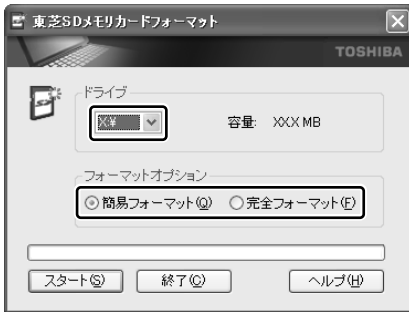 東芝SDメモリカードフォーマット
TOSHIBA
ドライブ
X:¥
容量: XXX MB
フォーマットオプション
簡易フォーマット(Q) 完全フォーマット(F)
スタート(S) 終了(C) ヘルプ(H)